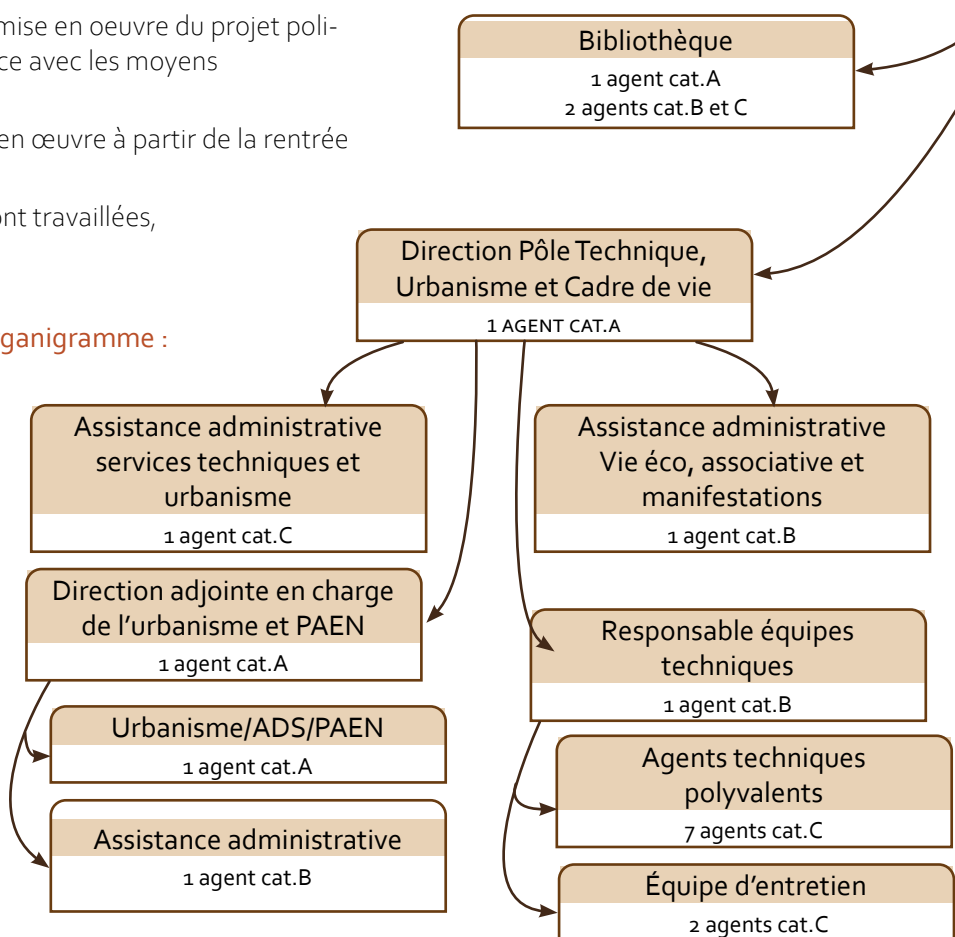 mise en oeuvre du projet poli-
ce avec les moyens
en œuvre à partir de la rentrée
ont travaillées,
ganigramme :
Bibliothèque
1 agent cat.A
2 agents cat.B et C
Direction Pôle Technique,
Urbanisme et Cadre de vie
1 AGENT CAT.A
Assistance administrative
services techniques et
urbanisme
1 agent cat.C
Assistance administrative
Vie éco, associative et
manifestations
1 agent cat.B
Direction adjointe en charge
de l'urbanisme et PAEN
1 agent cat.A
Urbanisme/ADS/PAEN
1 agent cat.A
Assistance administrative
1 agent cat.B
Responsable équipes
techniques
1 agent cat.B
Agents techniques
polyvalents
7 agents cat.C
Équipe d'entretien
2 agents cat.C